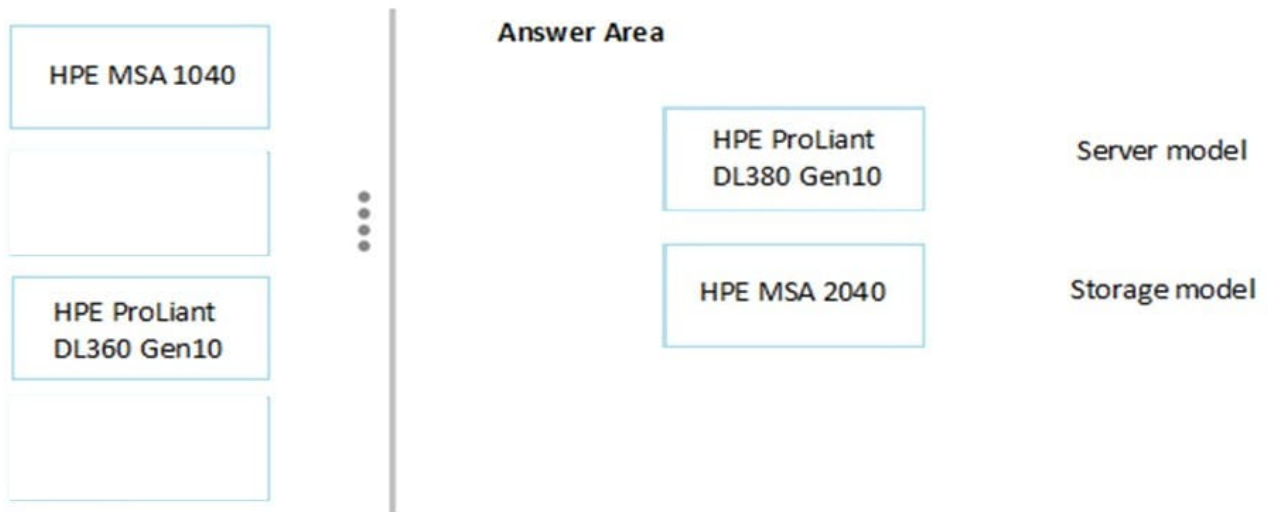 HPE MSA 1040
HPE ProLiant
DL360 Gen10
Answer Area
HPE ProLiant
DL380 Gen10
Server model
HPE MSA 2040
Storage model